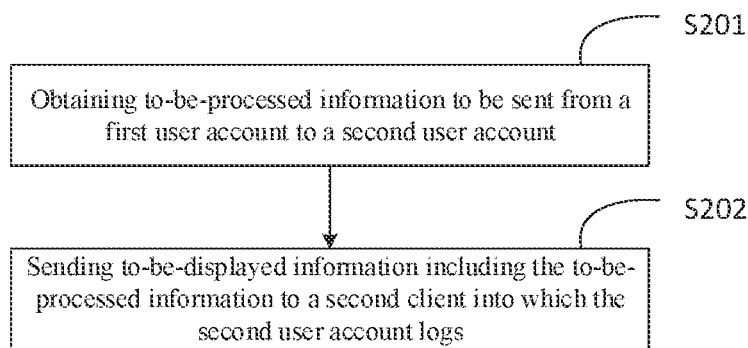 S201
Obtaining to-be-processed information to be sent from a
first user account to a second user account
S202
Sending to-be-displayed information including the to-be-
processed information to a second client into which the
second user account logs